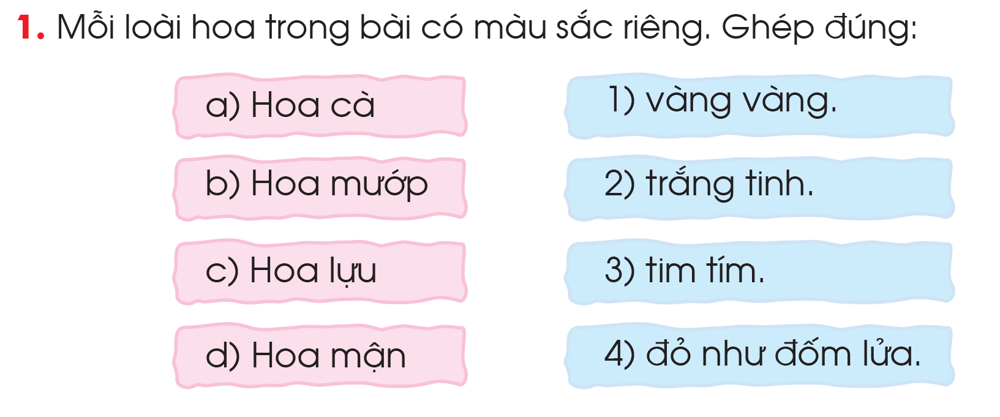 1. Mỗi loài hoa trong bài có màu sắc riêng. Ghép đúng:
a) Hoa cà
1) vàng vàng.
b) Hoa mướp
2) trắng tinh.
c) Hoa lựu
3) tim tím.
d) Hoa mận
4) đỏ như đốm lửa.